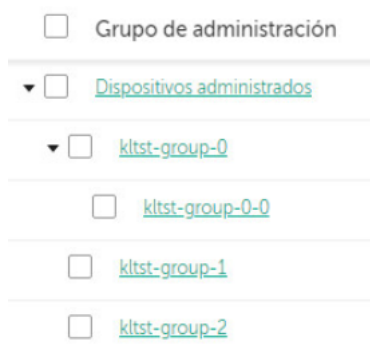 Grupo de administración
Dispositivos administrados
kltst-group-0
kltst-group-0-0
kltst-group-1
kltst-group-2